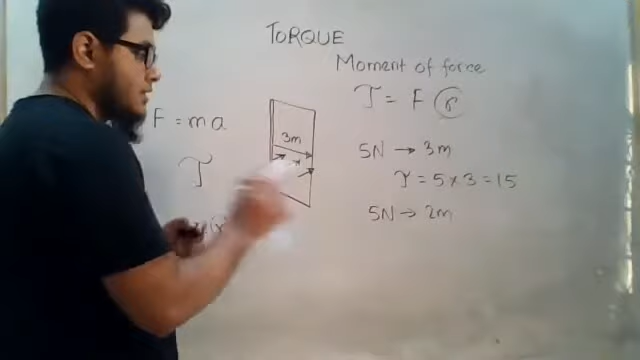 TORQUE
Moment of force
τ = F r
F = ma
3m
5N → 3m
τ
τ = 5 × 3 = 15
5N → 2m